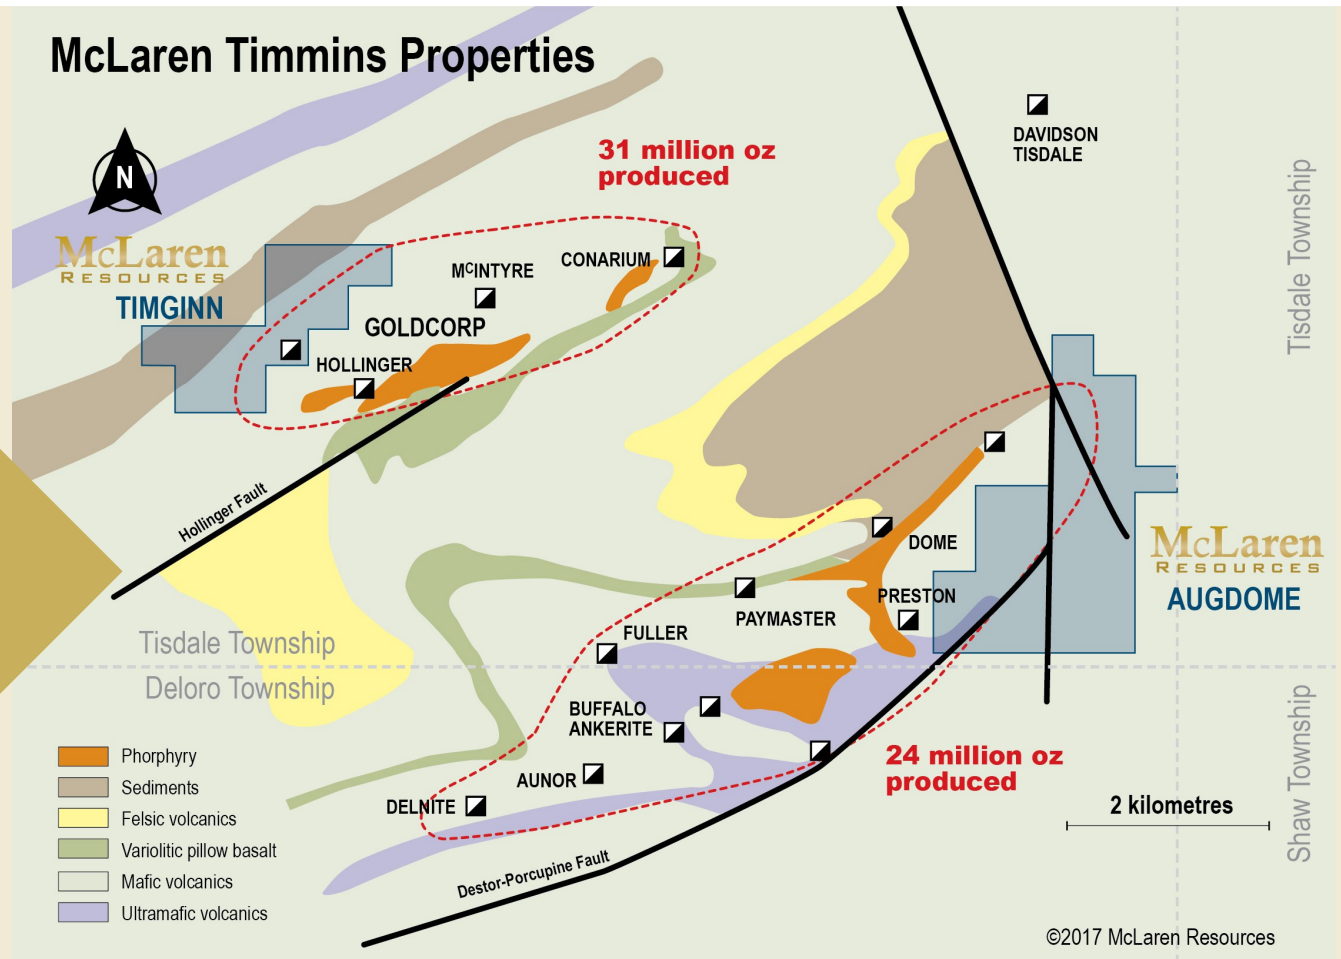 McLaren Timmins Properties
N
31 million oz
produced
DAVIDSON
TISDALE
Tisdale Township
McLaren
RESOURCES
TIMGINN
McINTYRE
CONARIUM
GOLDCORP
HOLLINGER
Hollinger Fault
DOME
McLaren
RESOURCES
AUGDOME
PRESTON
PAYMASTER
FULLER
Tisdale Township
Deloro Township
BUFFALO
ANKERITE
AUNOR
DELNITE
24 million oz
produced
Shaw Township
2 kilometres
Destor-Porcupine Fault
Phorphyry
Sediments
Felsic volcanics
Variolitic pillow basalt
Mafic volcanics
Ultramafic volcanics
©2017 McLaren Resources